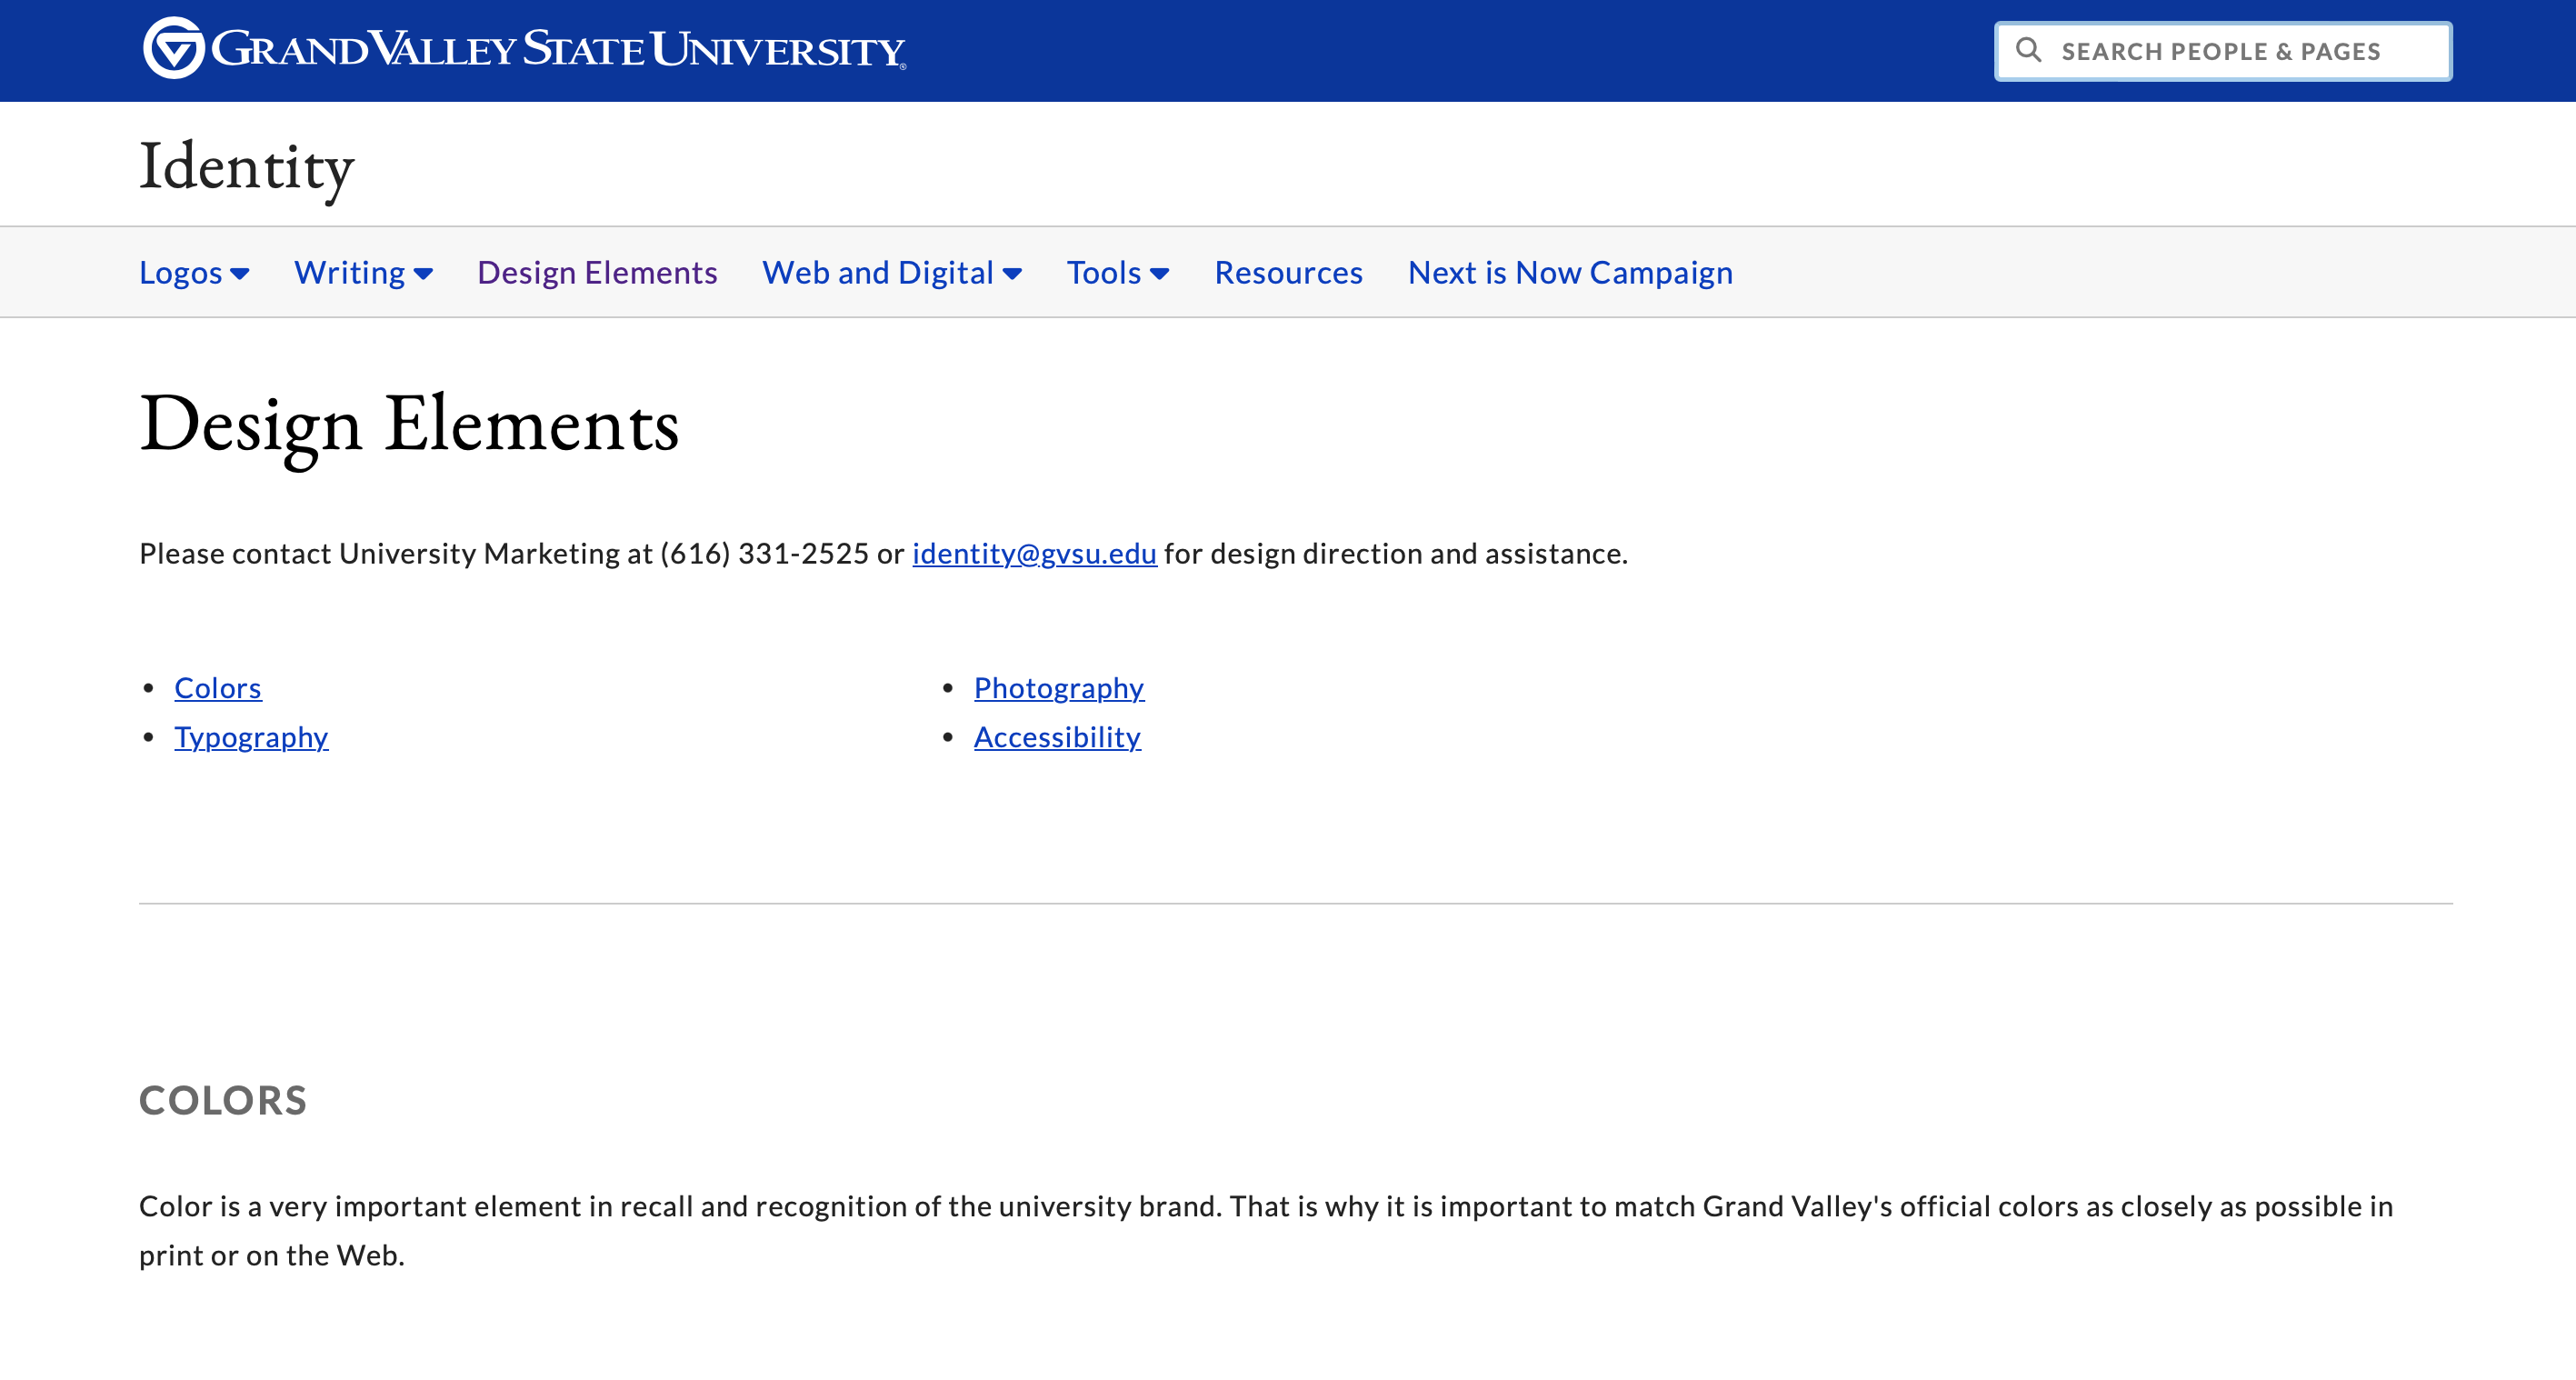 GRAND VALLEY STATE UNIVERSITY®
SEARCH PEOPLE & PAGES
Identity
Logos Writing Design Elements Web and Digital Tools Resources Next is Now Campaign
Design Elements
Please contact University Marketing at (616) 331-2525 or identity@gvsu.edu for design direction and assistance.
• Colors
• Typography
• Photography
• Accessibility
COLORS
Color is a very important element in recall and recognition of the university brand. That is why it is important to match Grand Valley's official colors as closely as possible in
print or on the Web.